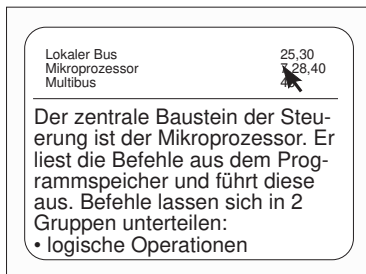 Lokaler Bus 25,30
Mikroprozessor 7,28,40
Multibus
Der zentrale Baustein der Steu-
erung ist der Mikroprozessor. Er
liest die Befehle aus dem Prog-
rammspeicher und führt diese
aus. Befehle lassen sich in 2
Gruppen unterteilen:
• logische Operationen